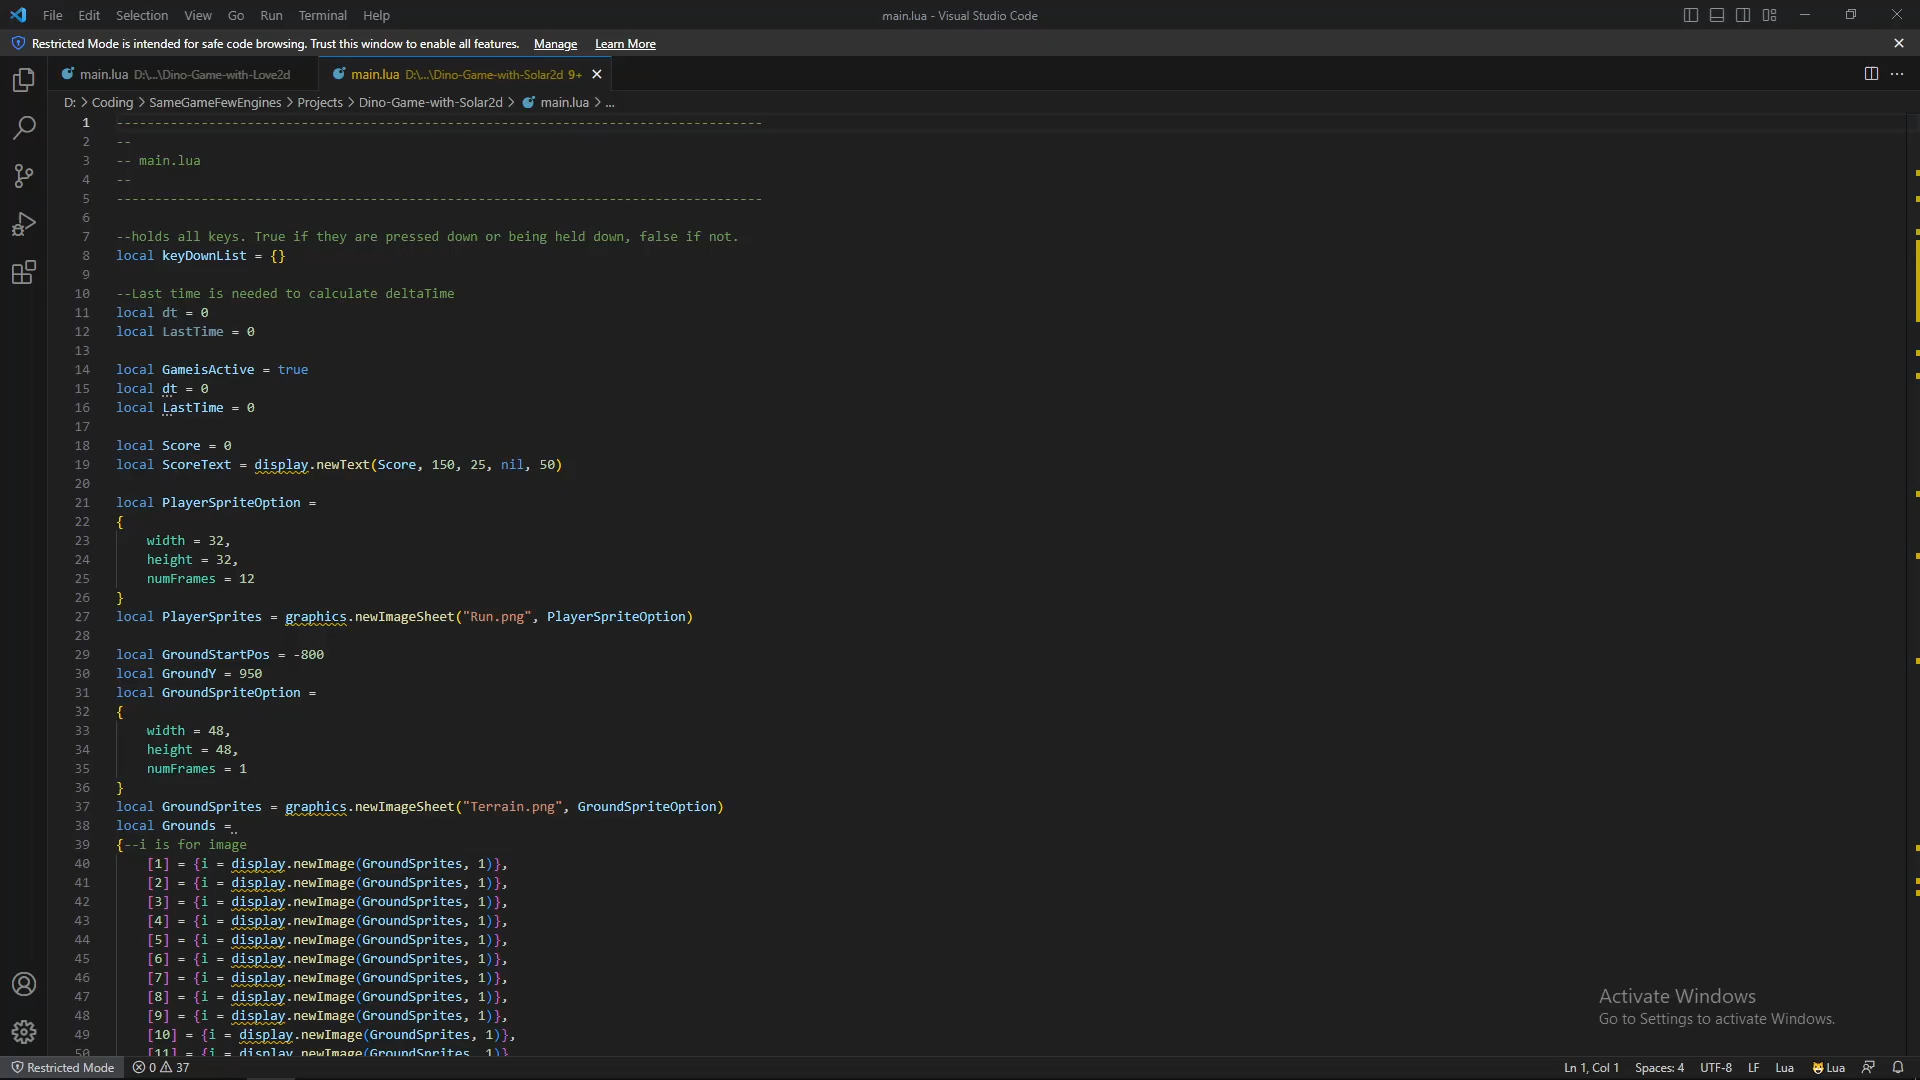 File Edit Selection View Go Run Terminal Help
main.lua - Visual Studio Code
Restricted Mode is intended for safe code browsing. Trust this window to enable all features. Manage Learn More
main.lua D:\...\Dino-Game-with-Love2d
main.lua D:\...\Dino-Game-with-Solar2d 9+
D: > Coding > SameGameFewEngines > Projects > Dino-Game-with-Solar2d > main.lua > ...
1 ------------------------------------------------------------------------------------
2 --
3 -- main.lua
4 --
5 ------------------------------------------------------------------------------------
6
7 --holds all keys. True if they are pressed down or being held down, false if not.
8 local keyDownList = {}
9
10 --Last time is needed to calculate deltaTime
11 local dt = 0
12 local LastTime = 0
13
14 local GameisActive = true
15 local dt = 0
16 local LastTime = 0
17
18 local Score = 0
19 local ScoreText = display.newText(Score, 150, 25, nil, 50)
20
21 local PlayerSpriteOption =
22 {
23 width = 32,
24 height = 32,
25 numFrames = 12
26 }
27 local PlayerSprites = graphics.newImageSheet("Run.png", PlayerSpriteOption)
28
29 local GroundStartPos = -800
30 local GroundY = 950
31 local GroundSpriteOption =
32 {
33 width = 48,
34 height = 48,
35 numFrames = 1
36 }
37 local GroundSprites = graphics.newImageSheet("Terrain.png", GroundSpriteOption)
38 local Grounds =
39 {--i is for image
40 [1] = {i = display.newImage(GroundSprites, 1)},
41 [2] = {i = display.newImage(GroundSprites, 1)},
42 [3] = {i = display.newImage(GroundSprites, 1)},
43 [4] = {i = display.newImage(GroundSprites, 1)},
44 [5] = {i = display.newImage(GroundSprites, 1)},
45 [6] = {i = display.newImage(GroundSprites, 1)},
46 [7] = {i = display.newImage(GroundSprites, 1)},
47 [8] = {i = display.newImage(GroundSprites, 1)},
48 [9] = {i = display.newImage(GroundSprites, 1)},
49 [10] = {i = display.newImage(GroundSprites, 1)},
50 [11] = {i = display.newImage(GroundSprites, 1)}
Activate Windows
Go to Settings to activate Windows.
Restricted Mode 0 37 Ln 1, Col 1 Spaces: 4 UTF-8 LF Lua Lua